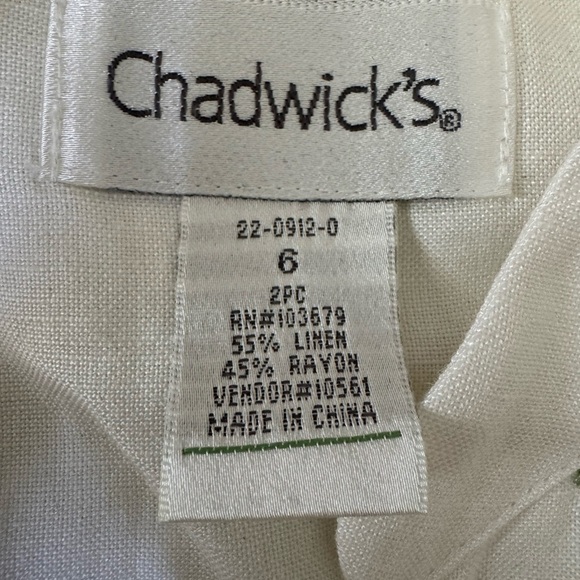 Chadwick's®
22-0912-0
6
2PC
RN#103679
55% LINEN
45% RAYON
VENDOR#10561
MADE IN CHINA